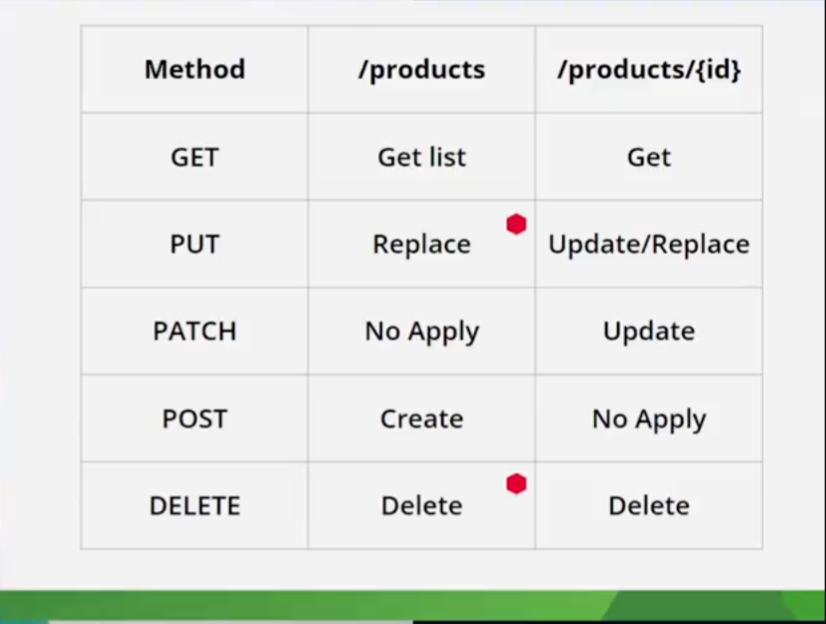 Method /products /products/{id}
GET Get list Get
PUT Replace Update/Replace
PATCH No Apply Update
POST Create No Apply
DELETE Delete Delete